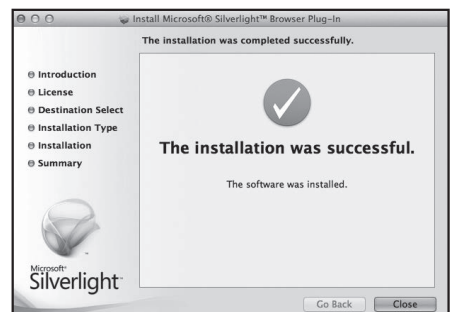 Install Microsoft® Silverlight™ Browser Plug-In
The installation was completed successfully.
Introduction
License
Destination Select
Installation Type
Installation
Summary
The installation was successful.
The software was installed.
Microsoft®
Silverlight™
Go Back
Close